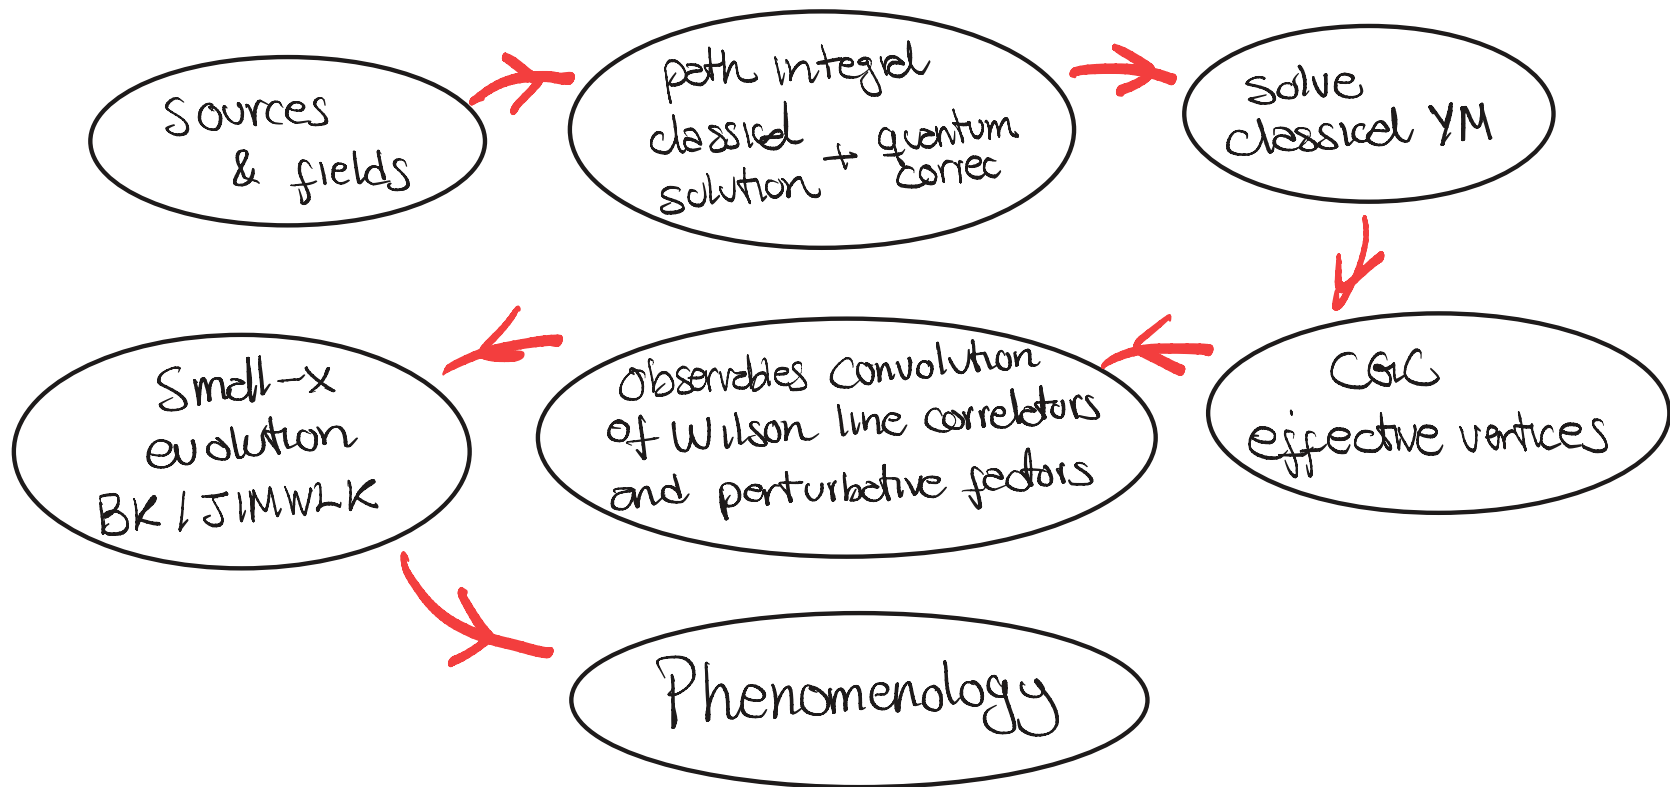 Sources
& fields
path integral
classical
solution + quantum
correc
solve
classical YM
CGC
effective vertices
Observables convolution
of Wilson line correlators
and perturbative factors
Small-x
evolution
BK / JIMWLK
Phenomenology